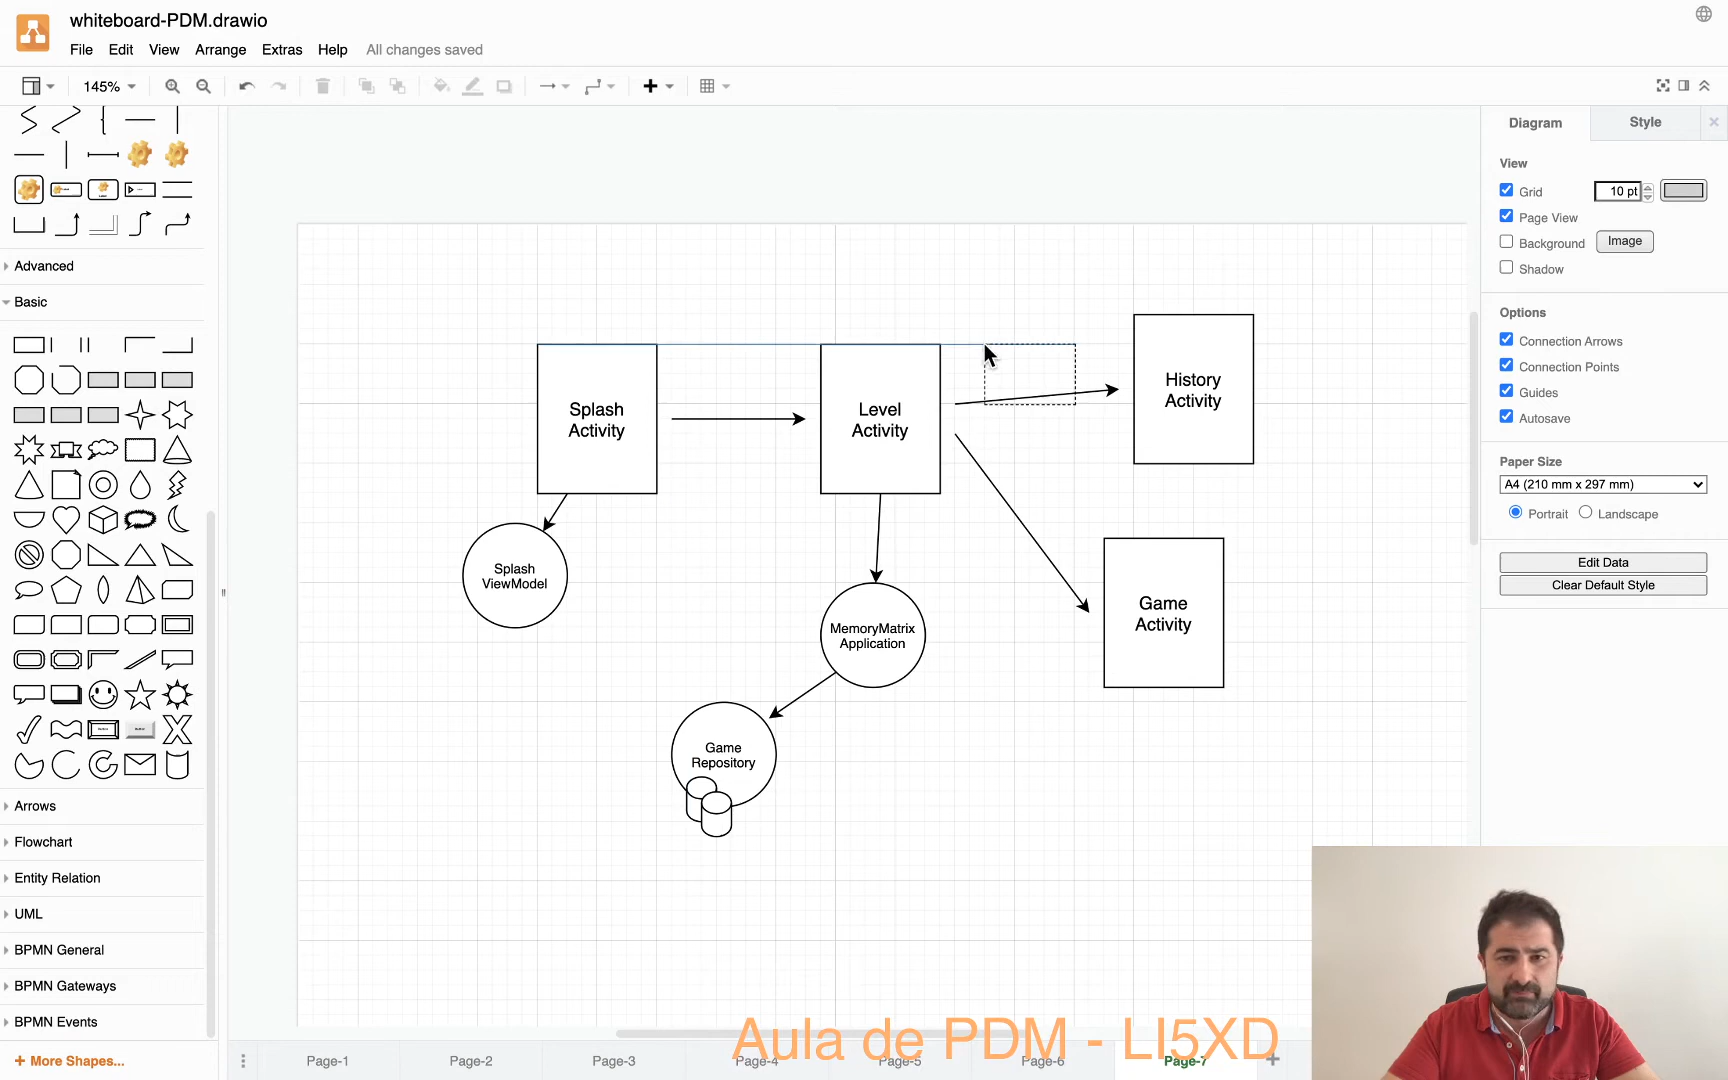 whiteboard-PDM.drawio
File Edit View Arrange Extras Help All changes saved
145%
Diagram Style
View
Grid 10 pt
Page View
Background Image
Shadow
Options
Connection Arrows
Connection Points
Guides
Autosave
Paper Size
A4 (210 mm x 297 mm)
Portrait Landscape
Edit Data
Clear Default Style
Advanced
Basic
Arrows
Flowchart
Entity Relation
UML
BPMN General
BPMN Gateways
BPMN Events
+ More Shapes...
Splash
Activity
Level
Activity
History
Activity
Game
Activity
Splash
ViewModel
MemoryMatrix
Application
Game
Repository
Aula de PDM - LI5XD
Page-1 Page-2 Page-3 Page-4 Page-5 Page-6 Page-7